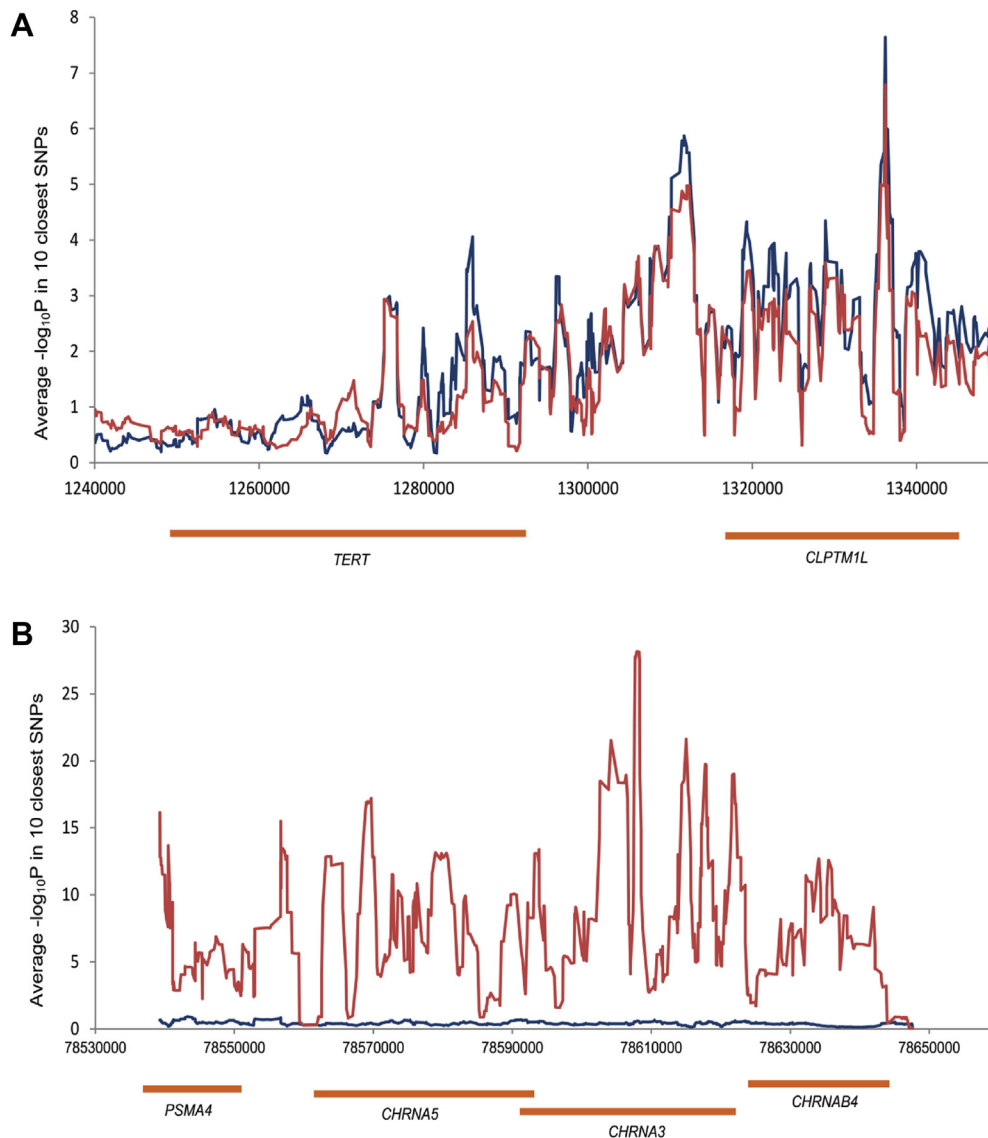 A
8
7
6
5
4
3
2
1
0
Average -log₁₀P in 10 closest SNPs
1240000 1260000 1280000 1300000 1320000 1340000
TERT CLPTM1L
B
30
25
20
15
10
5
0
Average -log₁₀P in 10 closest SNPs
78530000 78550000 78570000 78590000 78610000 78630000 78650000
PSMA4 CHRNA5 CHRNA3 CHRNAB4